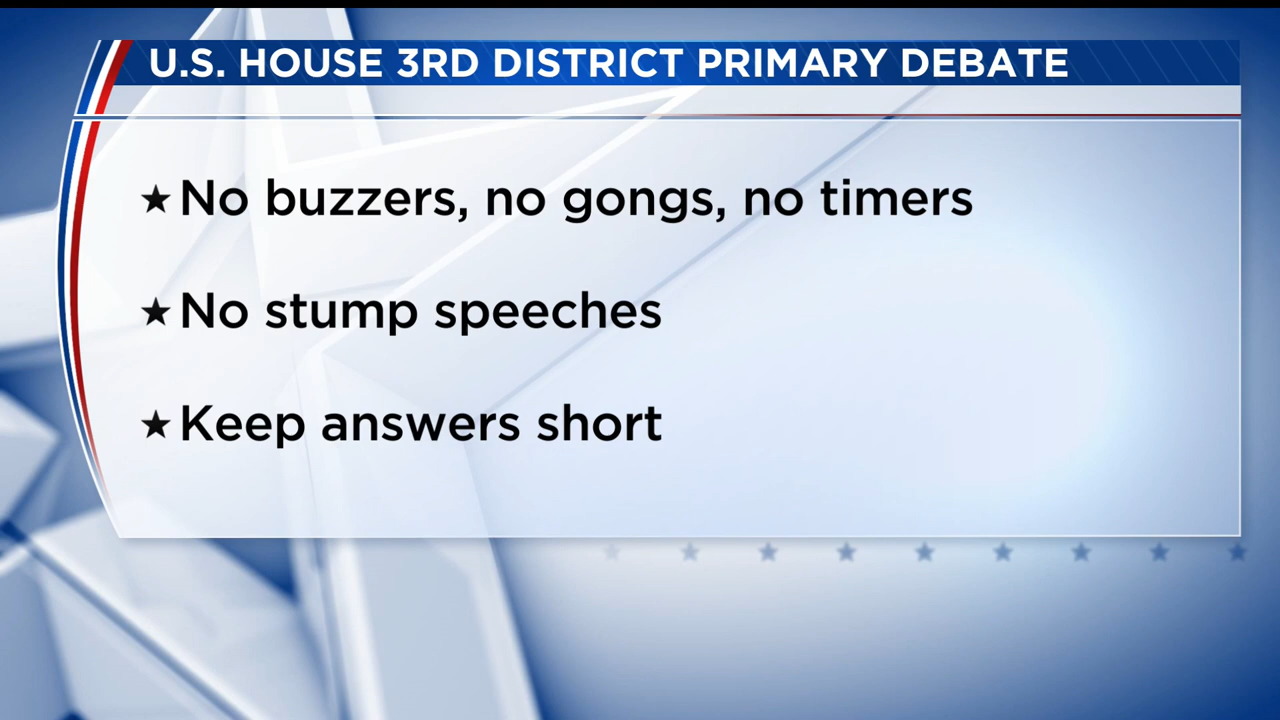 U.S. HOUSE 3RD DISTRICT PRIMARY DEBATE
★No buzzers, no gongs, no timers
★No stump speeches
★Keep answers short